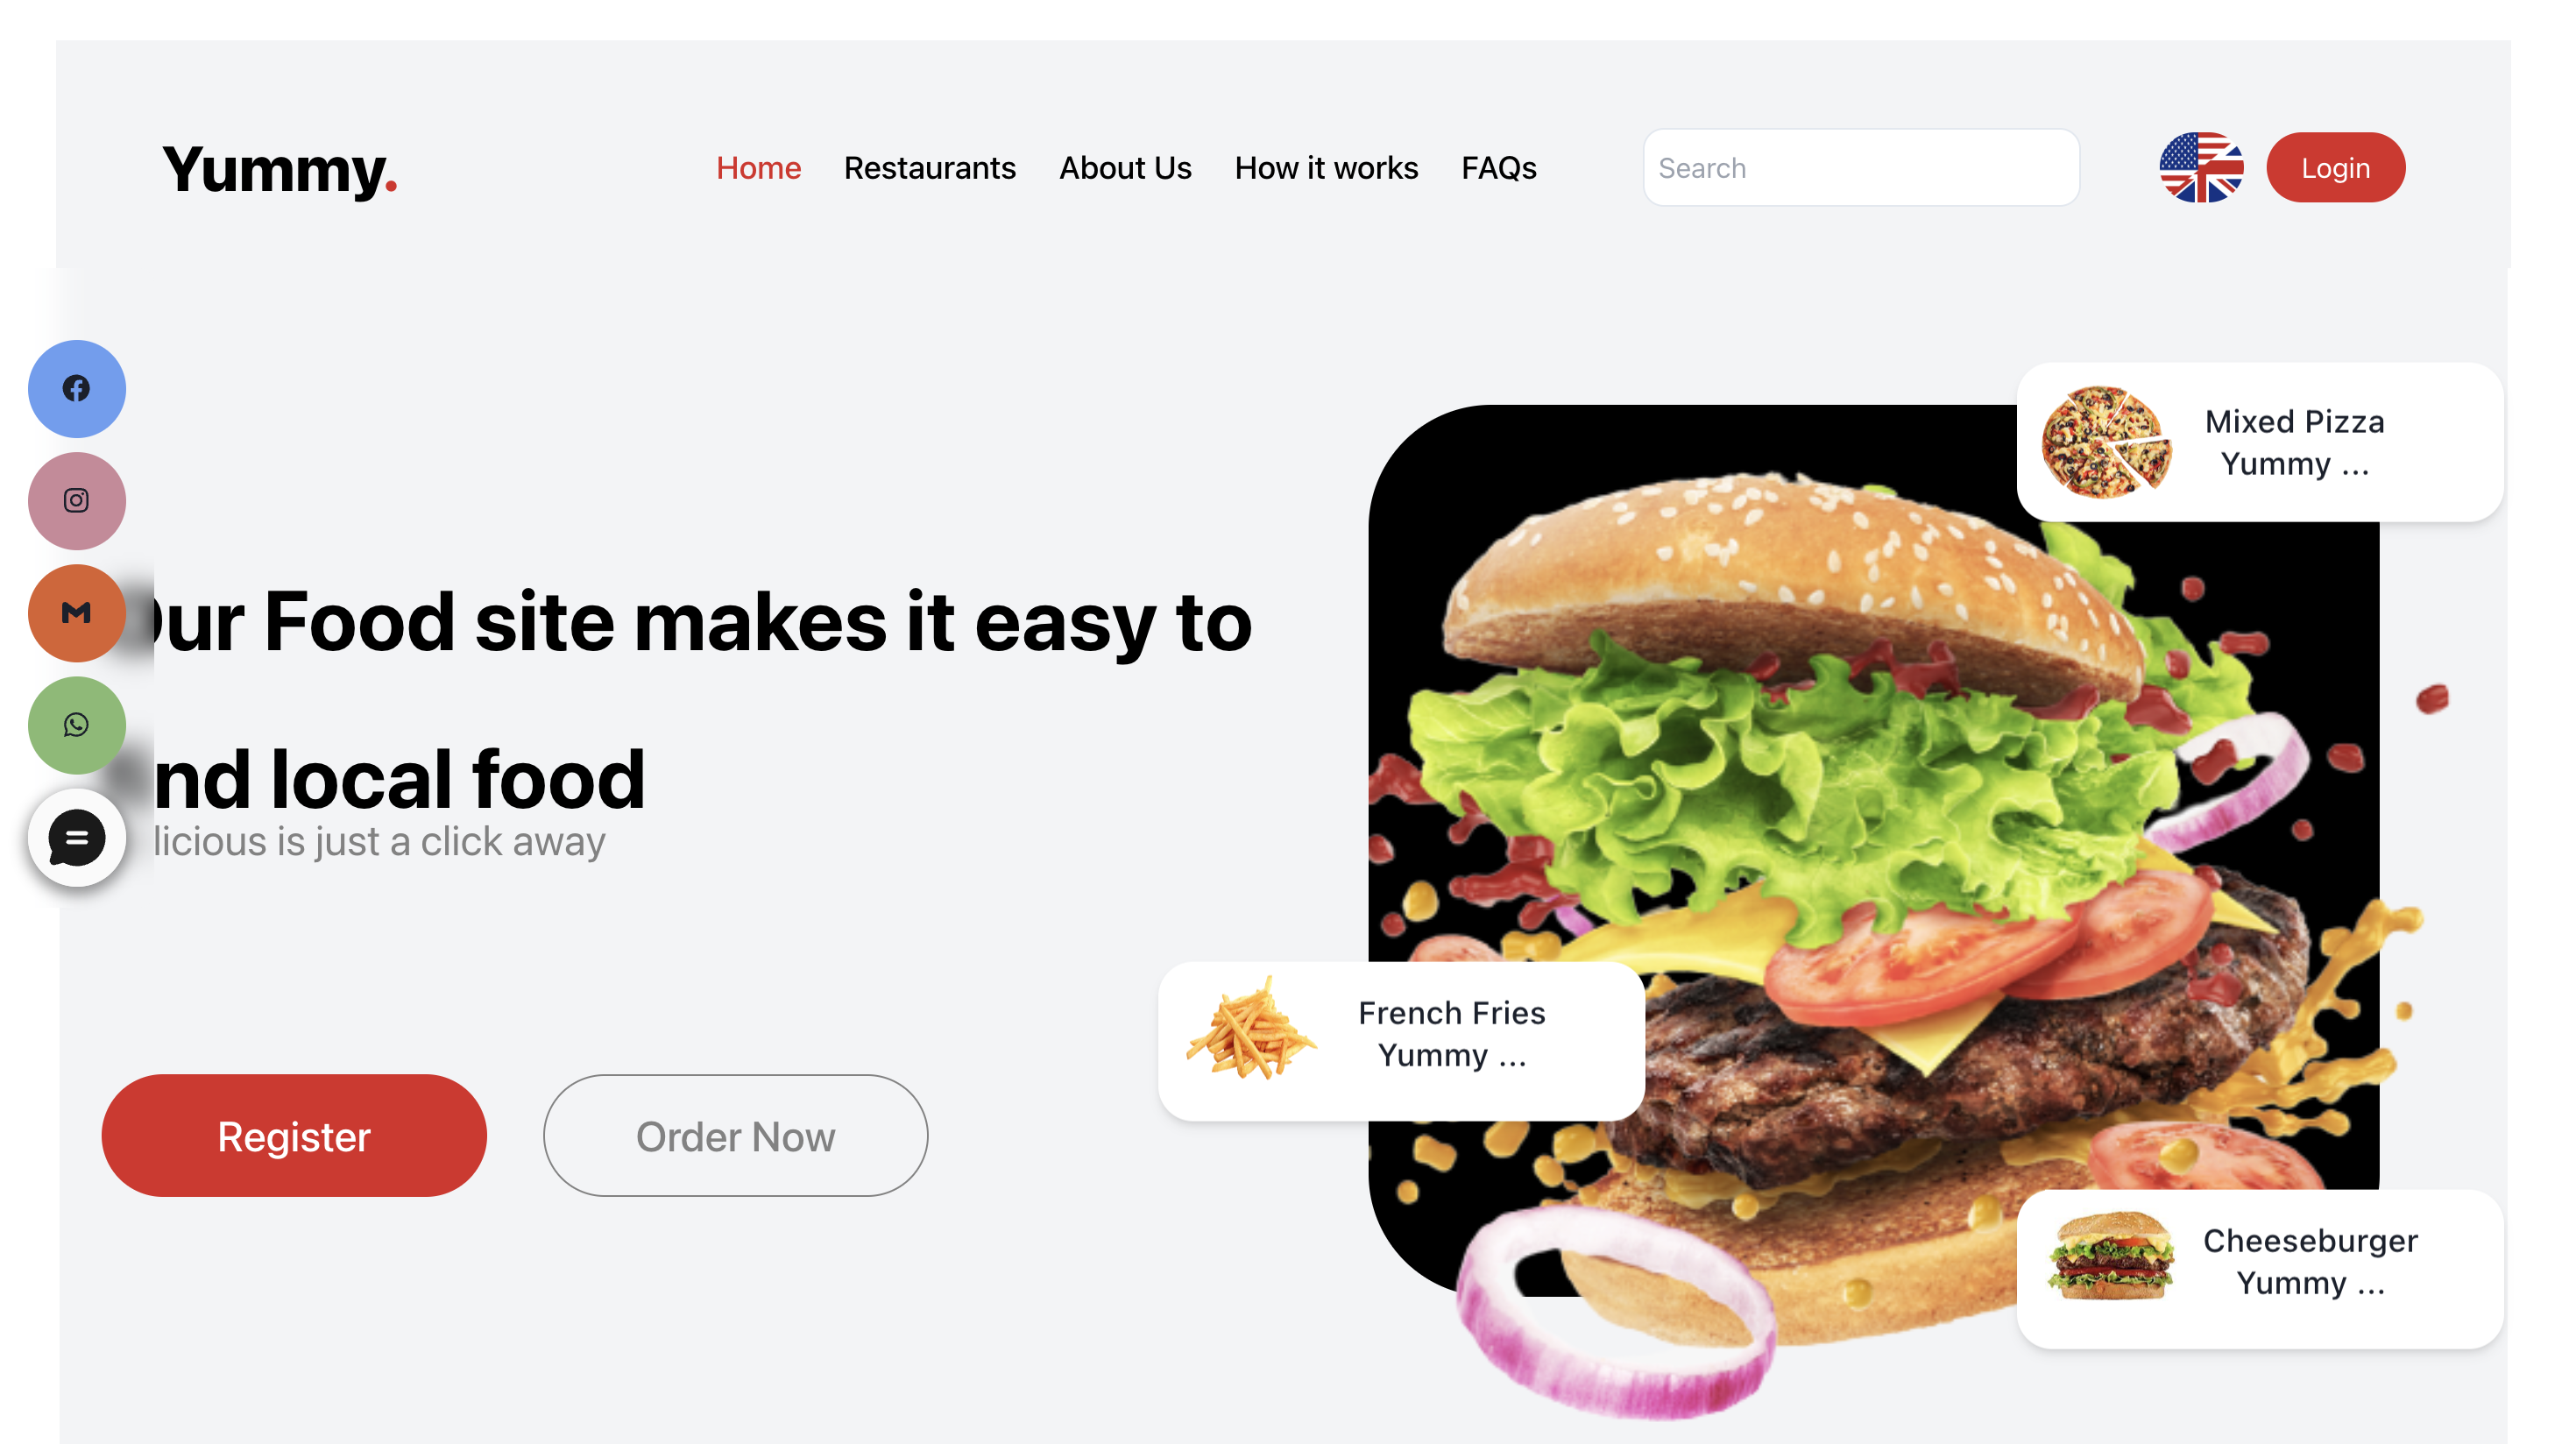 Yummy.
Home
Restaurants
About Us
How it works
FAQs
Search
Login
Mixed Pizza
Yummy ...
Our Food site makes it easy to
nd local food
licious is just a click away
French Fries
Yummy ...
Register
Order Now
Cheeseburger
Yummy ...